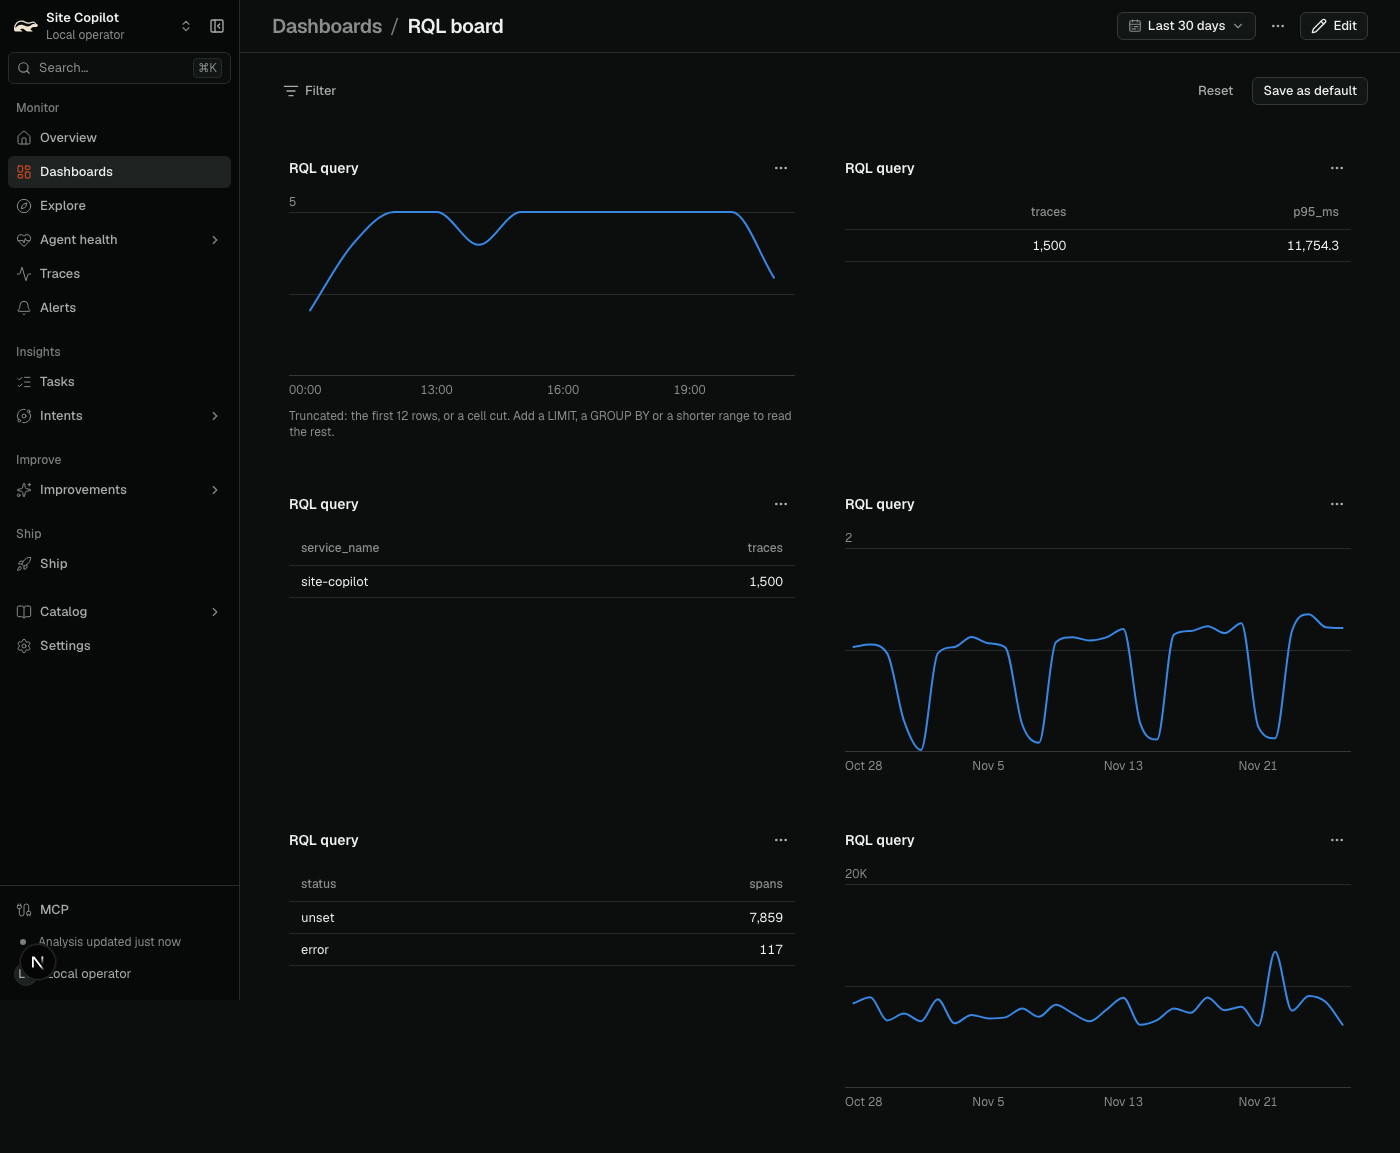 Site Copilot
Local operator
Search...
⌘K
Monitor
Overview
Dashboards
Explore
Agent health
Traces
Alerts
Insights
Tasks
Intents
Improve
Improvements
Ship
Ship
Catalog
Settings
MCP
Analysis updated just now
N
Local operator
Dashboards / RQL board
Last 30 days
Edit
Filter
Reset
Save as default
RQL query
5
00:00 13:00 16:00 19:00
Truncated: the first 12 rows, or a cell cut. Add a LIMIT, a GROUP BY or a shorter range to read
the rest.
RQL query
traces p95_ms
1,500 11,754.3
RQL query
service_name traces
site-copilot 1,500
RQL query
2
Oct 28 Nov 5 Nov 13 Nov 21
RQL query
status spans
unset 7,859
error 117
RQL query
20K
Oct 28 Nov 5 Nov 13 Nov 21